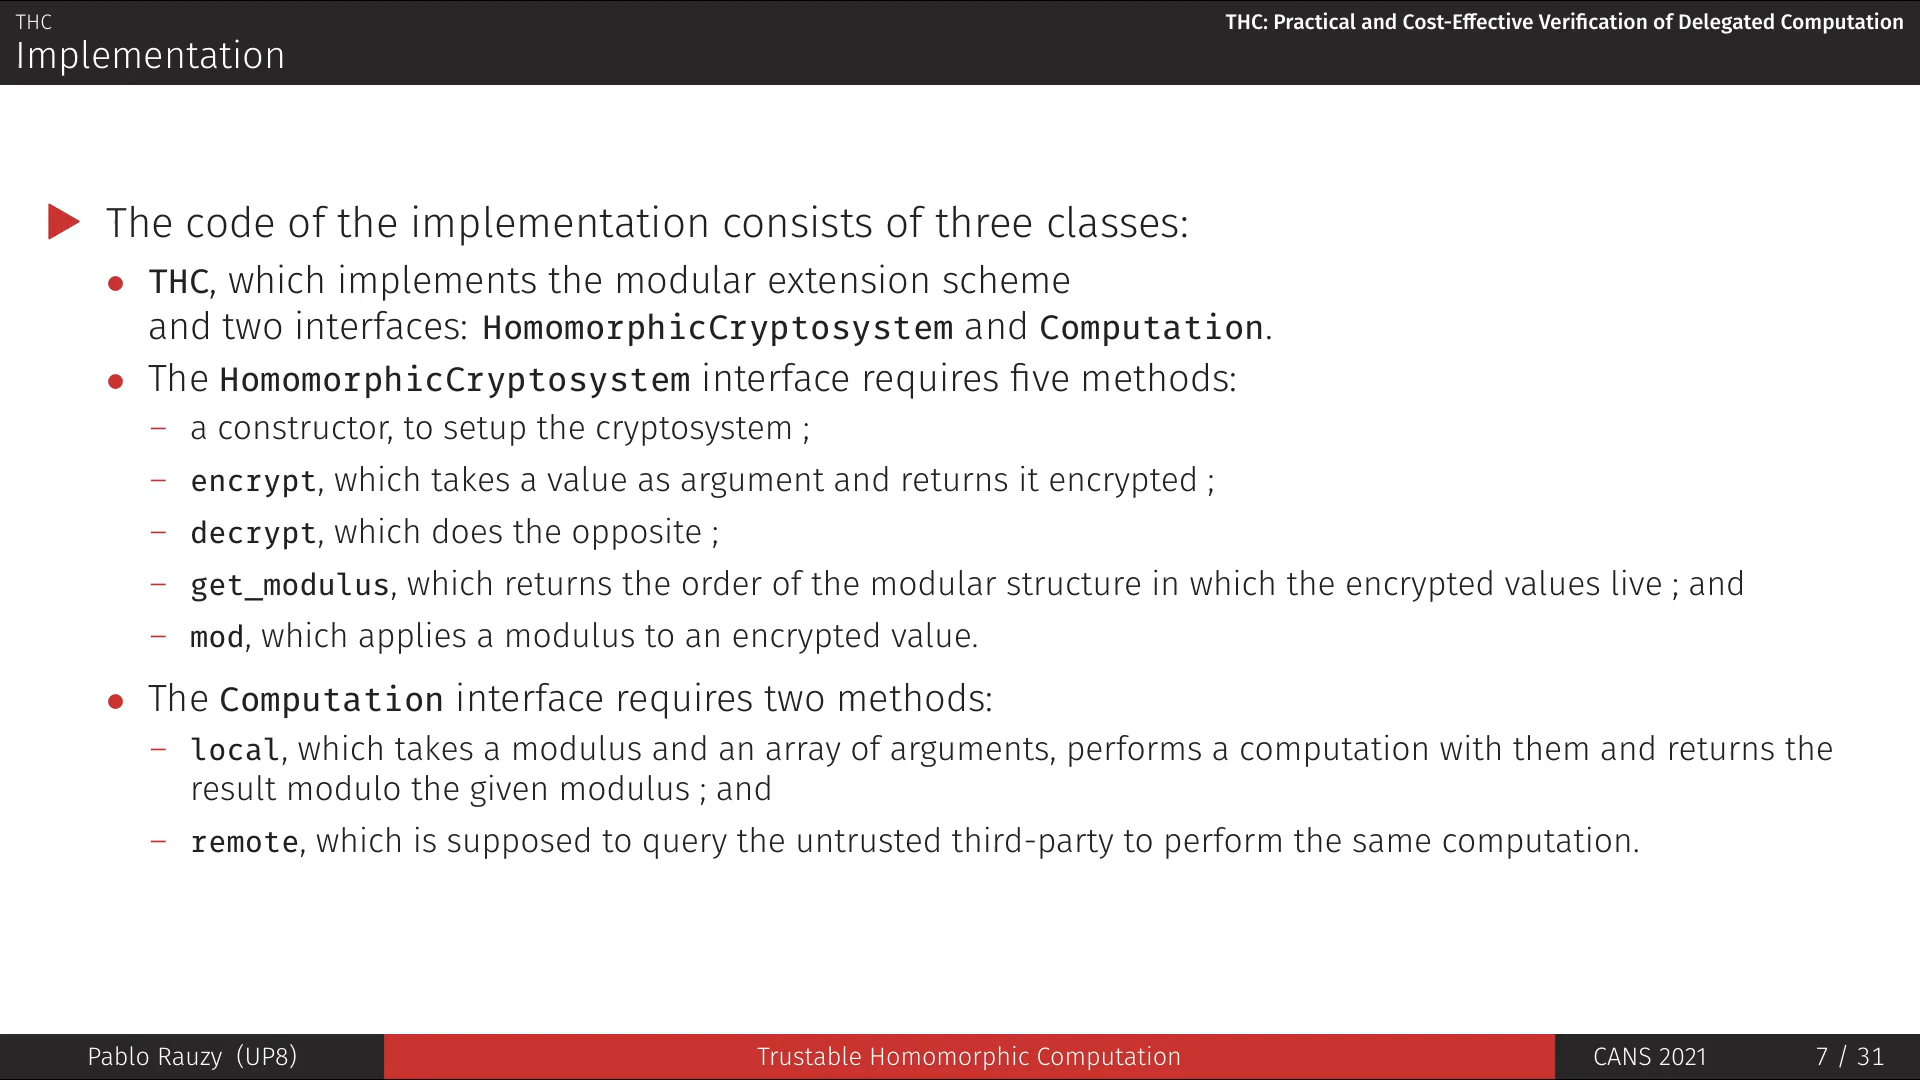 THC
THC: Practical and Cost-Effective Verification of Delegated Computation
Implementation
The code of the implementation consists of three classes:
THC, which implements the modular extension scheme
and two interfaces: HomomorphicCryptosystem and Computation.
The HomomorphicCryptosystem interface requires five methods:
– a constructor, to setup the cryptosystem ;
– encrypt, which takes a value as argument and returns it encrypted ;
– decrypt, which does the opposite ;
– get_modulus, which returns the order of the modular structure in which the encrypted values live ; and
– mod, which applies a modulus to an encrypted value.
The Computation interface requires two methods:
– local, which takes a modulus and an array of arguments, performs a computation with them and returns the
result modulo the given modulus ; and
– remote, which is supposed to query the untrusted third-party to perform the same computation.
Pablo Rauzy (UP8)
Trustable Homomorphic Computation
CANS 2021
7 / 31